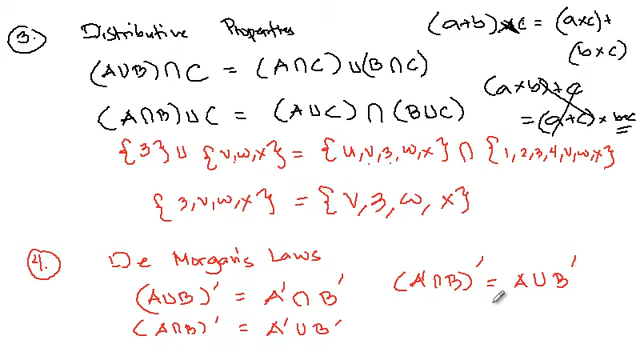 3. Distributive Properties
(a+b)×c = (a×c)+
(b×c)
(A∪B)∩C = (A∩C)∪(B∩C)
(a×b)+c
=(a+c)×b+c
(A∩B)∪C = (A∪C)∩(B∪C)
{3}∪{v,w,x} = {u,v,3,w,x}∩{1,2,3,4,v,w,x}
{3,v,w,x} = {v,3,w,x}
4. De Morgan's Laws
(A∪B)' = A'∩B'
(A∩B)' = A'∪B'
(A'∩B)' = A∪B'